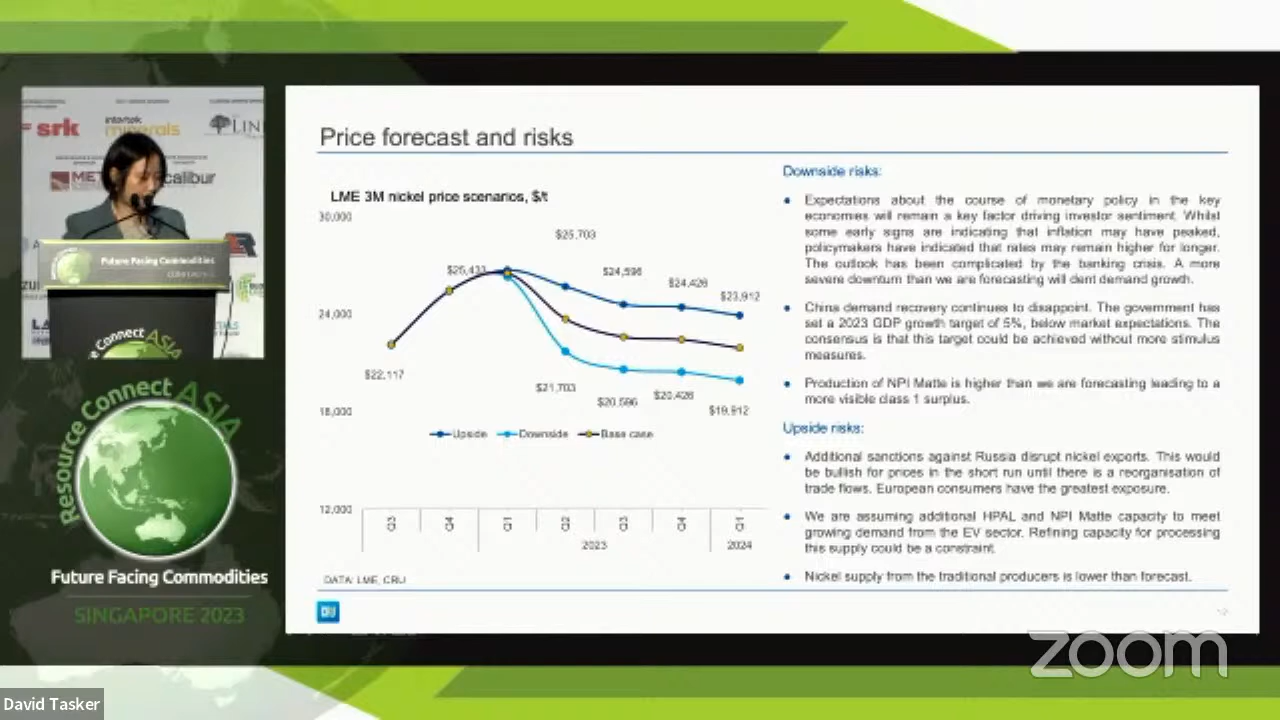 srk
intertek
minerals
LIN
MET
calibur
Future Facing Commodities
Resource Connect ASIA
Future Facing Commodities
SINGAPORE 2023
David Tasker
Price forecast and risks
LME 3M nickel price scenarios, $/t
30,000
24,000
18,000
12,000
$22,117
$25,433
$25,703
$24,596
$24,426
$23,912
$21,703
$20,596
$20,426
$19,912
Upside Downside Base case
Q3 Q4 Q1 Q2 Q3 Q4 Q1
2023 2024
DATA: LME, CRU
Downside risks:
• Expectations about the course of monetary policy in the key
economies will remain a key factor driving investor sentiment. Whilst
some early signs are indicating that inflation may have peaked,
policymakers have indicated that rates may remain higher for longer.
The outlook has been complicated by the banking crisis. A more
severe downturn than we are forecasting will dent demand growth.
• China demand recovery continues to disappoint. The government has
set a 2023 GDP growth target of 5%, below market expectations. The
consensus is that this target could be achieved without more stimulus
measures.
• Production of NPI Matte is higher than we are forecasting leading to a
more visible class 1 surplus.
Upside risks:
• Additional sanctions against Russia disrupt nickel exports. This would
be bullish for prices in the short run until there is a reorganisation of
trade flows. European consumers have the greatest exposure.
• We are assuming additional HPAL and NPI Matte capacity to meet
growing demand from the EV sector. Refining capacity for processing
this supply could be a constraint.
• Nickel supply from the traditional producers is lower than forecast.
zoom